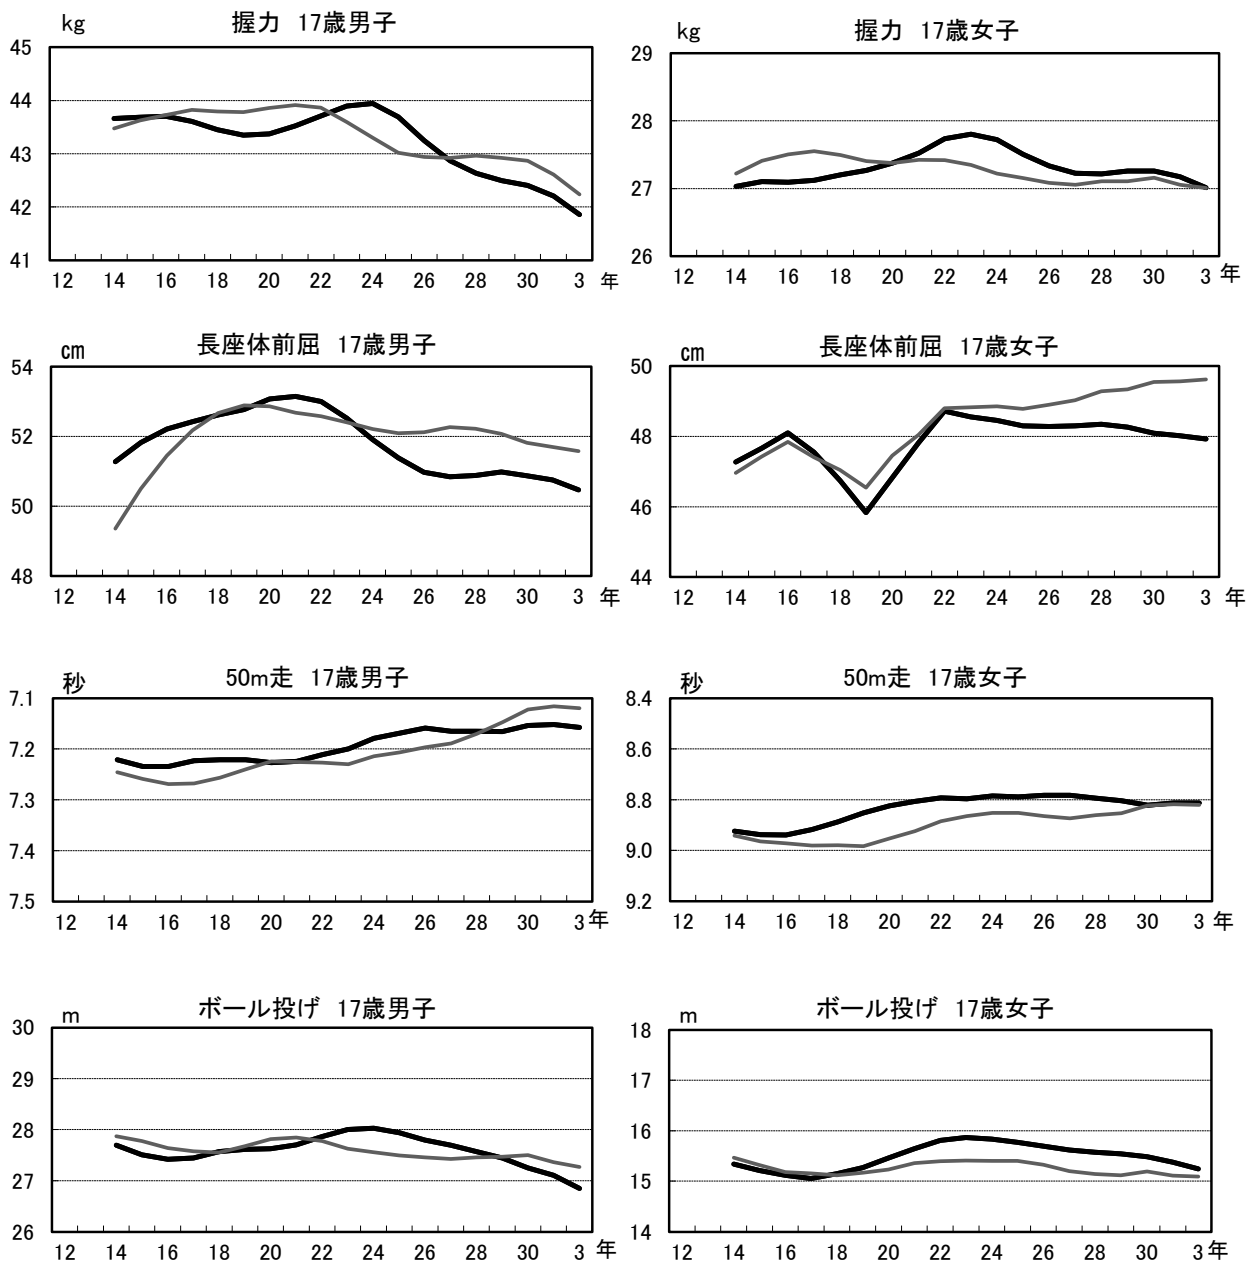 kg
握力　17歳男子
45
44
43
42
41
12 14 16 18 20 22 24 26 28 30 3 年
kg
握力　17歳女子
29
28
27
26
12 14 16 18 20 22 24 26 28 30 3 年
cm
長座体前屈　17歳男子
54
52
50
48
12 14 16 18 20 22 24 26 28 30 3 年
cm
長座体前屈　17歳女子
50
48
46
44
12 14 16 18 20 22 24 26 28 30 3 年
秒
50m走　17歳男子
7.1
7.2
7.3
7.4
7.5
12 14 16 18 20 22 24 26 28 30 3 年
秒
50m走　17歳女子
8.4
8.6
8.8
9.0
9.2
12 14 16 18 20 22 24 26 28 30 3 年
m
ボール投げ　17歳男子
30
29
28
27
26
12 14 16 18 20 22 24 26 28 30 3 年
m
ボール投げ　17歳女子
18
17
16
15
14
12 14 16 18 20 22 24 26 28 30 3 年